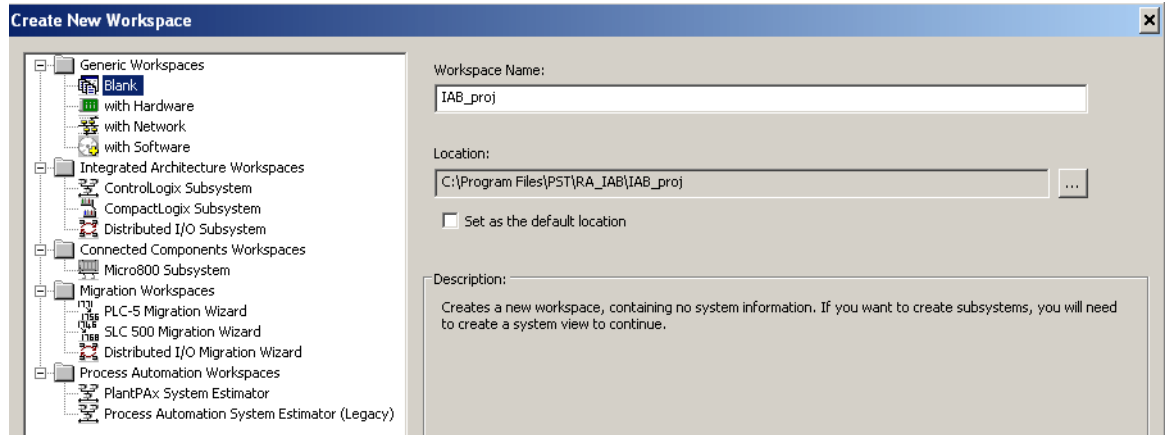 Create New Workspace
Generic Workspaces
Blank
with Hardware
with Network
with Software
Integrated Architecture Workspaces
ControlLogix Subsystem
CompactLogix Subsystem
Distributed I/O Subsystem
Connected Components Workspaces
Micro800 Subsystem
Migration Workspaces
PLC-5 Migration Wizard
SLC 500 Migration Wizard
Distributed I/O Migration Wizard
Process Automation Workspaces
PlantPAx System Estimator
Process Automation System Estimator (Legacy)
Workspace Name:
IAB_proj
Location:
C:\Program Files\PST\RA_IAB\IAB_proj
...
Set as the default location
Description:
Creates a new workspace, containing no system information. If you want to create subsystems, you will need
to create a system view to continue.